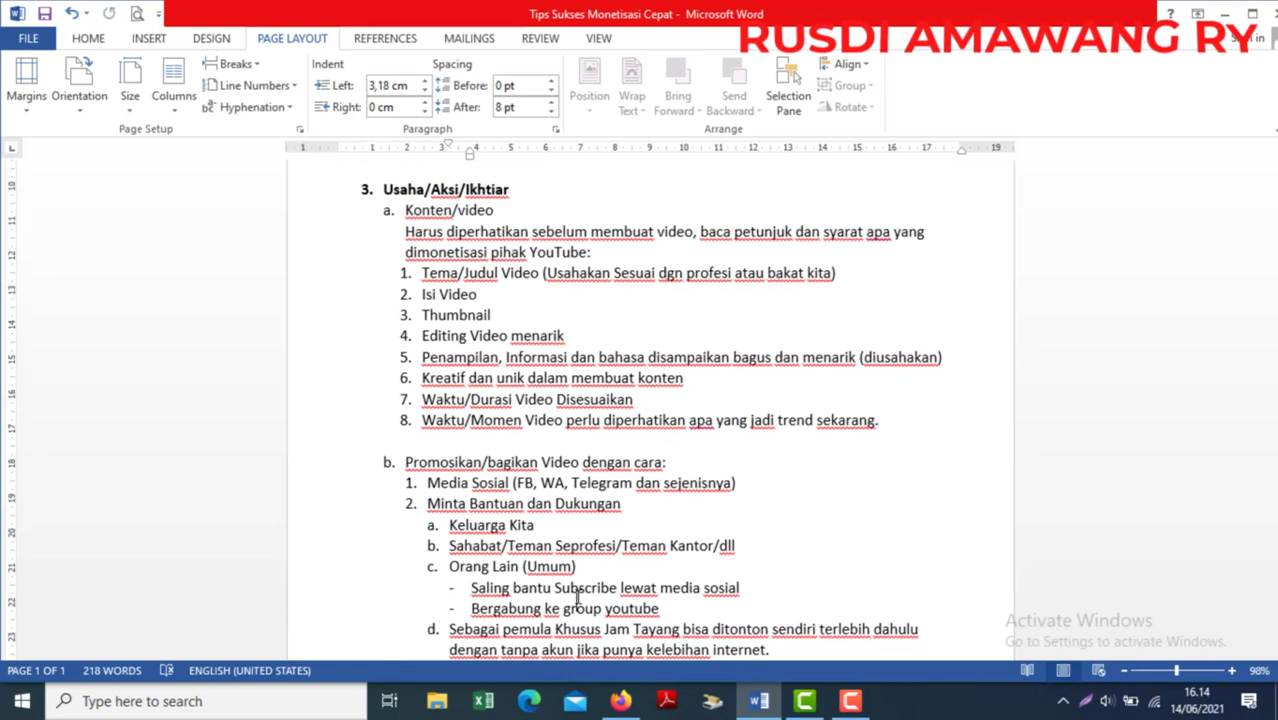 Tips Sukses Monetisasi Cepat - Microsoft Word
RUSDI AMAWANG RY
FILE HOME INSERT DESIGN PAGE LAYOUT REFERENCES MAILINGS REVIEW VIEW
Margins Orientation Size Columns
Breaks
Line Numbers
Hyphenation
Page Setup
Indent Spacing
Left: 3,18 cm Before: 0 pt
Right: 0 cm After: 8 pt
Paragraph
Position Wrap Text Bring Forward Send Backward Selection Pane
Align
Group
Rotate
Arrange
3. Usaha/Aksi/Ikhtiar
a. Konten/video
Harus diperhatikan sebelum membuat video, baca petunjuk dan syarat apa yang
dimonetisasi pihak YouTube:
1. Tema/Judul Video (Usahakan Sesuai dgn profesi atau bakat kita)
2. Isi Video
3. Thumbnail
4. Editing Video menarik
5. Penampilan, Informasi dan bahasa disampaikan bagus dan menarik (diusahakan)
6. Kreatif dan unik dalam membuat konten
7. Waktu/Durasi Video Disesuaikan
8. Waktu/Momen Video perlu diperhatikan apa yang jadi trend sekarang.
b. Promosikan/bagikan Video dengan cara:
1. Media Sosial (FB, WA, Telegram dan sejenisnya)
2. Minta Bantuan dan Dukungan
a. Keluarga Kita
b. Sahabat/Teman Seprofesi/Teman Kantor/dll
c. Orang Lain (Umum)
- Saling bantu Subscribe lewat media sosial
- Bergabung ke group youtube
d. Sebagai pemula Khusus Jam Tayang bisa ditonton sendiri terlebih dahulu
dengan tanpa akun jika punya kelebihan internet.
Activate Windows
Go to Settings to activate Windows.
PAGE 1 OF 1 218 WORDS ENGLISH (UNITED STATES) 98%
Type here to search
16.14
14/06/2021